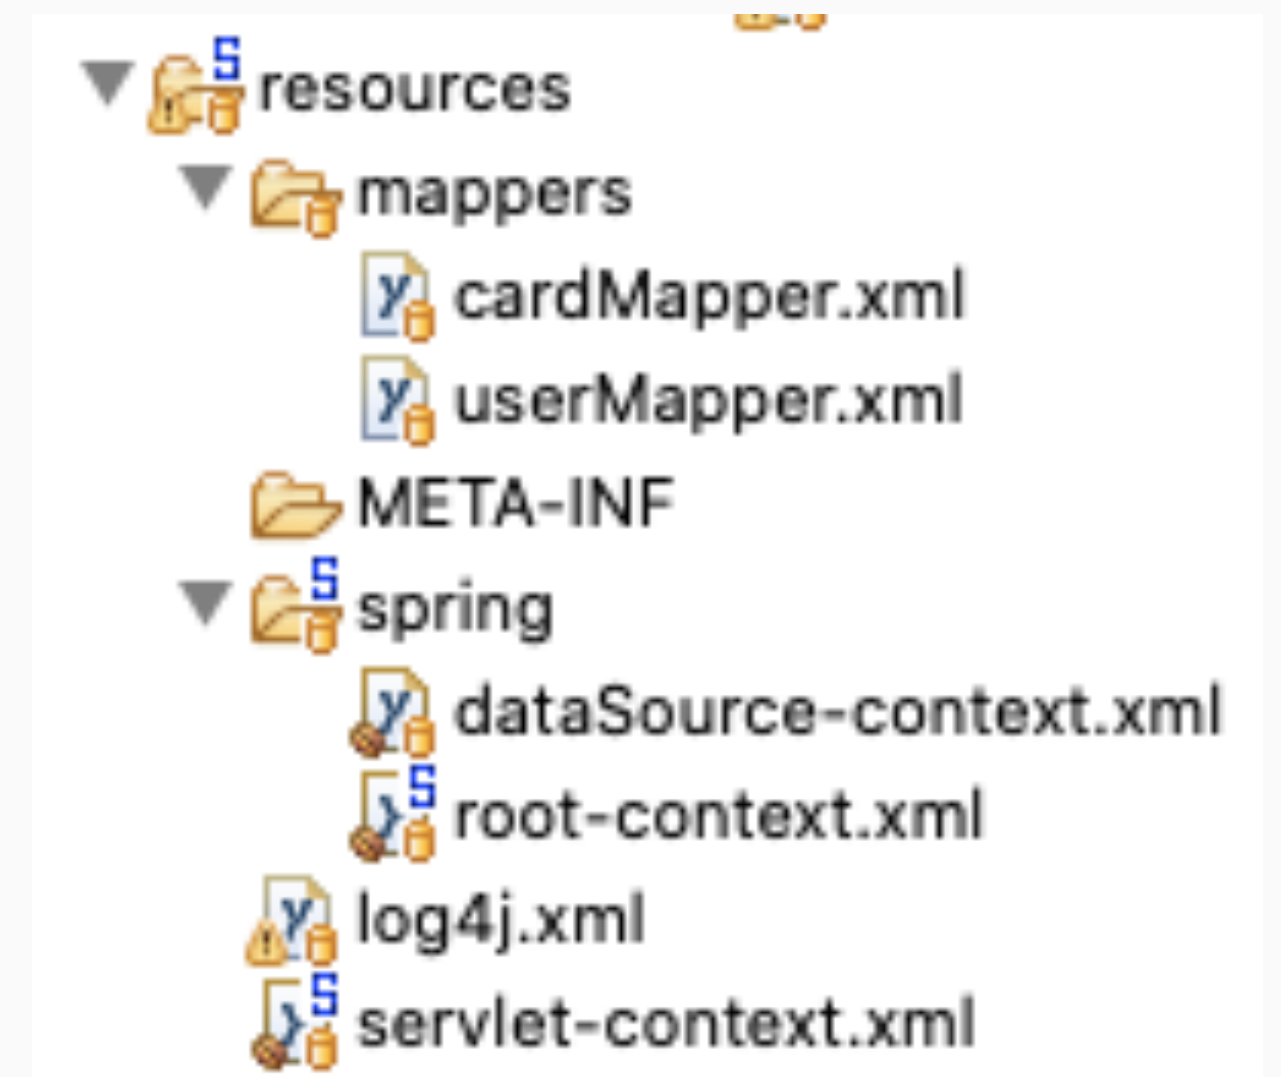 resources
mappers
cardMapper.xml
userMapper.xml
META-INF
spring
dataSource-context.xml
root-context.xml
log4j.xml
servlet-context.xml